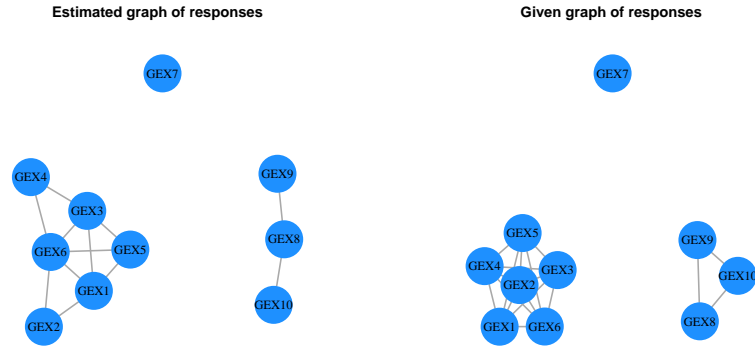 Estimated graph of responses
GEX7
GEX4
GEX3
GEX6
GEX5
GEX1
GEX2
GEX9
GEX8
GEX10
Given graph of responses
GEX7
GEX5
GEX4
GEX3
GEX2
GEX1
GEX6
GEX9
GEX10
GEX8